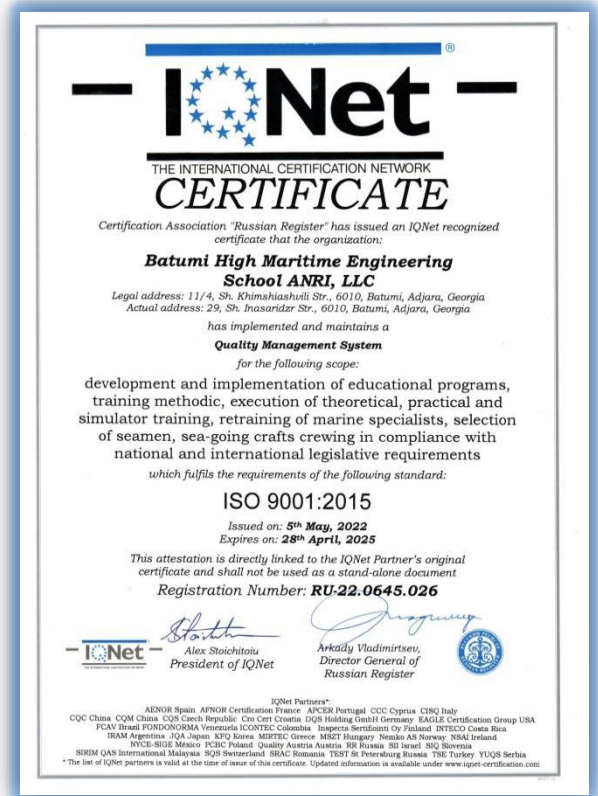 ®
IQNet
THE INTERNATIONAL CERTIFICATION NETWORK
CERTIFICATE
Certification Association "Russian Register" has issued an IQNet recognized
certificate that the organization:
Batumi High Maritime Engineering
School ANRI, LLC
Legal address: 11/4, Sh. Khimshiashvili Str., 6010, Batumi, Adjara, Georgia
Actual address: 29, Sh. Inasaridzr Str., 6010, Batumi, Adjara, Georgia
has implemented and maintains a
Quality Management System
for the following scope:
development and implementation of educational programs,
training methodic, execution of theoretical, practical and
simulator training, retraining of marine specialists, selection
of seamen, sea-going crafts crewing in compliance with
national and international legislative requirements
which fulfils the requirements of the following standard:
ISO 9001:2015
Issued on: 5th May, 2022
Expires on: 28th April, 2025
This attestation is directly linked to the IQNet Partner's original
certificate and shall not be used as a stand-alone document
Registration Number: RU-22.0645.026
IQNet
THE INTERNATIONAL CERTIFICATION NETWORK
Alex Stoichitoiu
President of IQNet
Arkady Vladimirtsev,
Director General of
Russian Register
IQNet Partners*:
AENOR Spain AFNOR Certification France APCER Portugal CCC Cyprus CISQ Italy
CQC China CQM China CQS Czech Republic Cro Cert Croatia DQS Holding GmbH Germany EAGLE Certification Group USA
FCAV Brazil FONDONORMA Venezuela ICONTEC Colombia Inspecta Sertifiointi Oy Finland INTECO Costa Rica
IRAM Argentina JQA Japan KFQ Korea MIRTEC Greece MSZT Hungary Nemko AS Norway NSAI Ireland
NYCE-SIGE México PCBC Poland Quality Austria Austria RR Russia SII Israel SIQ Slovenia
SIRIM QAS International Malaysia SQS Switzerland SRAC Romania TEST St Petersburg Russia TSE Turkey YUQS Serbia
* The list of IQNet partners is valid at the time of issue of this certificate. Updated information is available under www.iqnet-certification.com